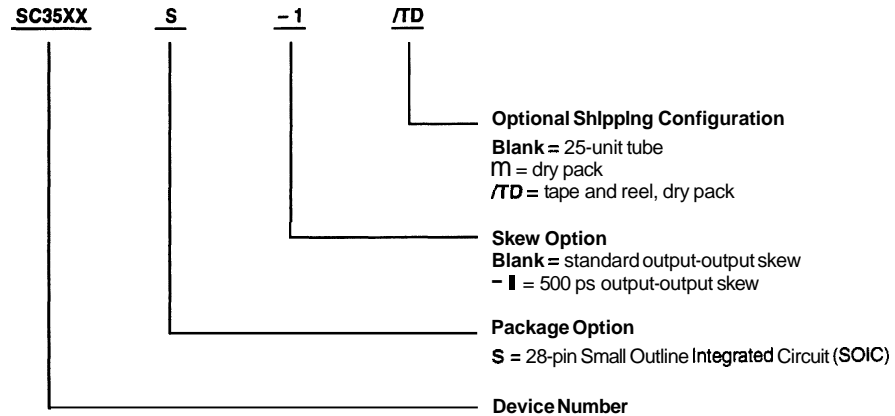 SC35XX S – 1 /TD
Optional Shipping Configuration
Blank = 25-unit tube
m = dry pack
/TD = tape and reel, dry pack
Skew Option
Blank = standard output-output skew
– ▮ = 500 ps output-output skew
Package Option
S = 28-pin Small Outline Integrated Circuit (SOIC)
Device Number